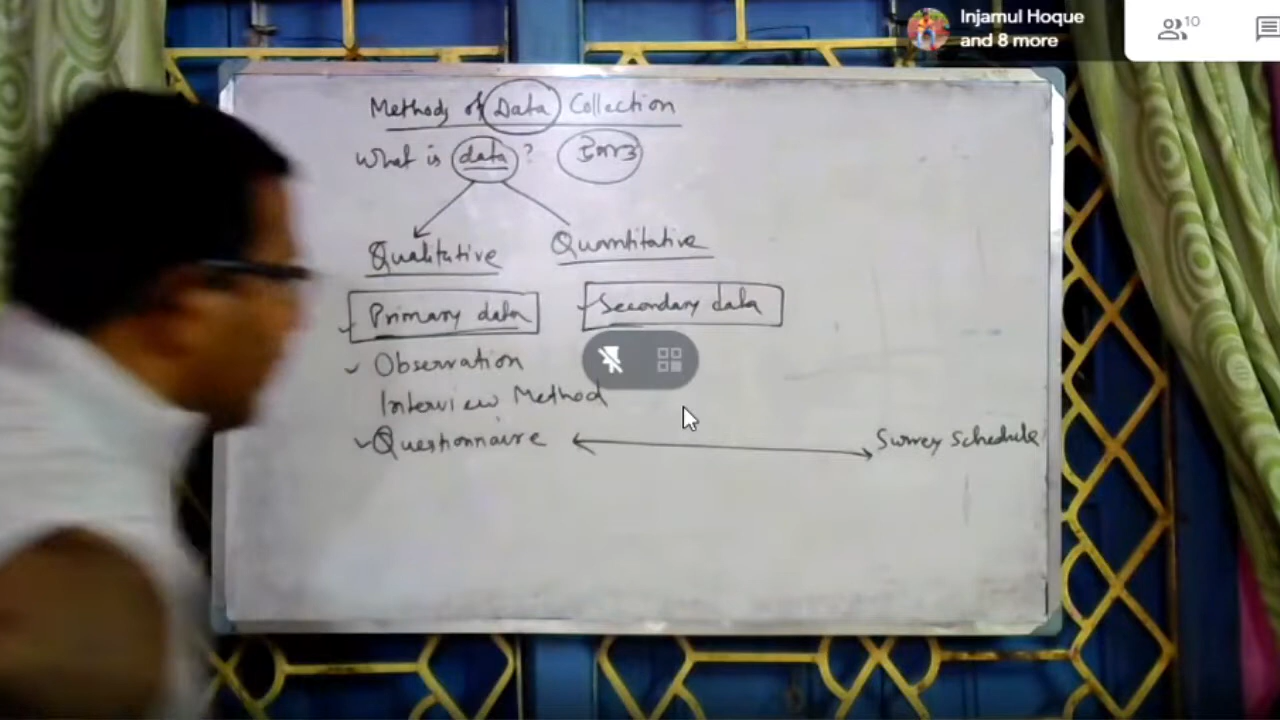 Injamul Hoque
and 8 more
10
Methods of Data Collection
What is data?
Qualitative Quantitative
Primary data Secondary data
Observation
Interview Method
Questionnaire Survey Schedule